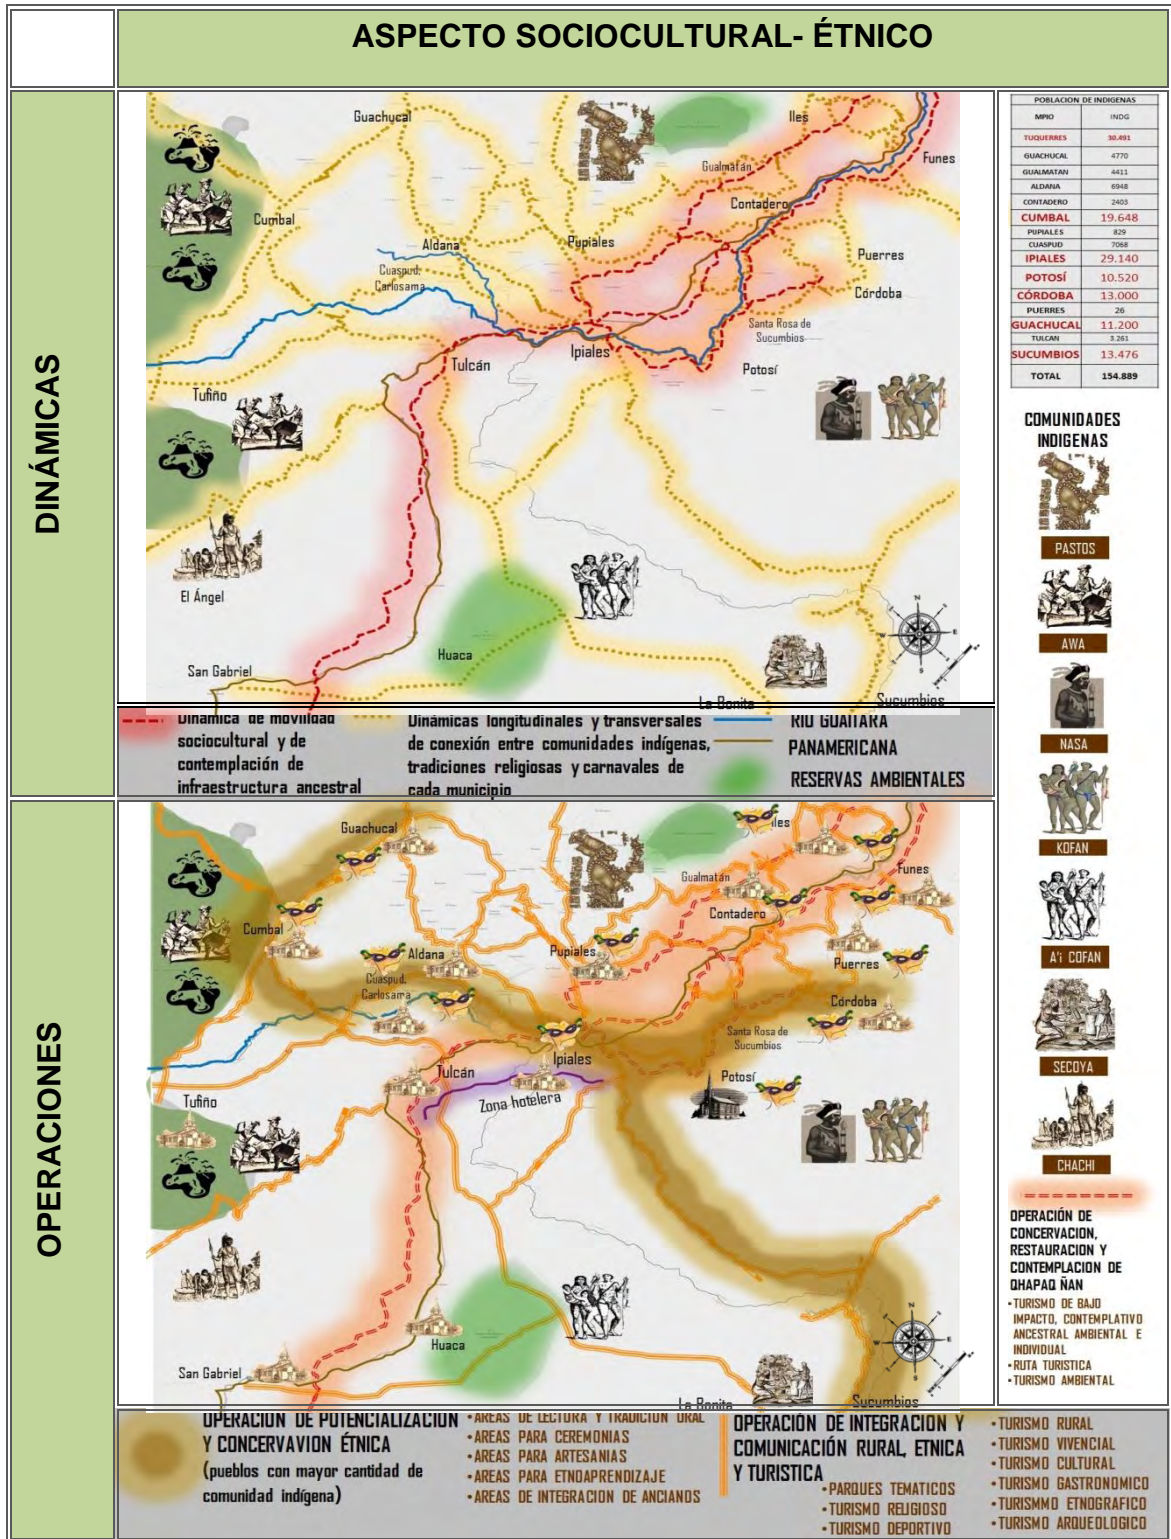 ASPECTO SOCIOCULTURAL- ÉTNICO
DINÁMICAS
Guachucal
Iles
Gualmatán
Funes
Cumbal
Contadero
Aldana
Pupiales
Cuaspud,
Carlosama
Puerres
Córdoba
Santa Rosa de
Sucumbios
Ipiales
Tulcán
Potosí
Tufiño
El Ángel
San Gabriel
Huaca
La Bonita
Sucumbios
N
E
S
W
Dinámica de movilidad
sociocultural y de
contemplación de
infraestructura ancestral
Dinámicas longitudinales y transversales
de conexión entre comunidades indígenas,
tradiciones religiosas y carnavales de
cada municipio
RIO GUAITARA
PANAMERICANA
RESERVAS AMBIENTALES
POBLACION DE INDIGENAS
MPIO INDG
TUQUERRES 30.491
GUACHUCAL 4770
GUALMATAN 4411
ALDANA 6948
CONTADERO 2403
CUMBAL 19.648
PUPIALES 829
CUASPUD 7068
IPIALES 29.140
POTOSÍ 10.520
CÓRDOBA 13.000
PUERRES 26
GUACHUCAL 11.200
TULCAN 3.261
SUCUMBIOS 13.476
TOTAL 154.889
COMUNIDADES
INDIGENAS
PASTOS
AWA
NASA
KOFAN
A'i COFAN
SECOYA
CHACHI
OPERACIÓN DE
CONCERVACION,
RESTAURACION Y
CONTEMPLACION DE
QHAPAQ ÑAN
•TURISMO DE BAJO
IMPACTO, CONTEMPLATIVO
ANCESTRAL AMBIENTAL E
INDIVIDUAL
•RUTA TURISTICA
•TURISMO AMBIENTAL
OPERACIONES
Guachucal
Iles
Gualmatán
Funes
Cumbal
Contadero
Aldana
Pupiales
Cuaspud,
Carlosama
Puerres
Córdoba
Santa Rosa de
Sucumbios
Ipiales
Tulcán
Potosí
Zona hotelera
Tufiño
Huaca
San Gabriel
La Bonita
Sucumbios
N
E
S
W
OPERACION DE POTENCIALIZACION
Y CONCERVAVION ÉTNICA
(pueblos con mayor cantidad de
comunidad indígena)
•AREAS DE LECTURA Y TRADICION ORAL
•AREAS PARA CEREMONIAS
•AREAS PARA ARTESANIAS
•AREAS PARA ETNOAPRENDIZAJE
•AREAS DE INTEGRACION DE ANCIANOS
OPERACIÓN DE INTEGRACION Y
COMUNICACIÓN RURAL, ETNICA
Y TURISTICA
•PARQUES TEMATICOS
•TURISMO RELIGIOSO
•TURISMO DEPORTIVO
•TURISMO RURAL
•TURISMO VIVENCIAL
•TURISMO CULTURAL
•TURISMO GASTRONOMICO
•TURISMMO ETNOGRAFICO
•TURISMO ARQUEOLOGICO